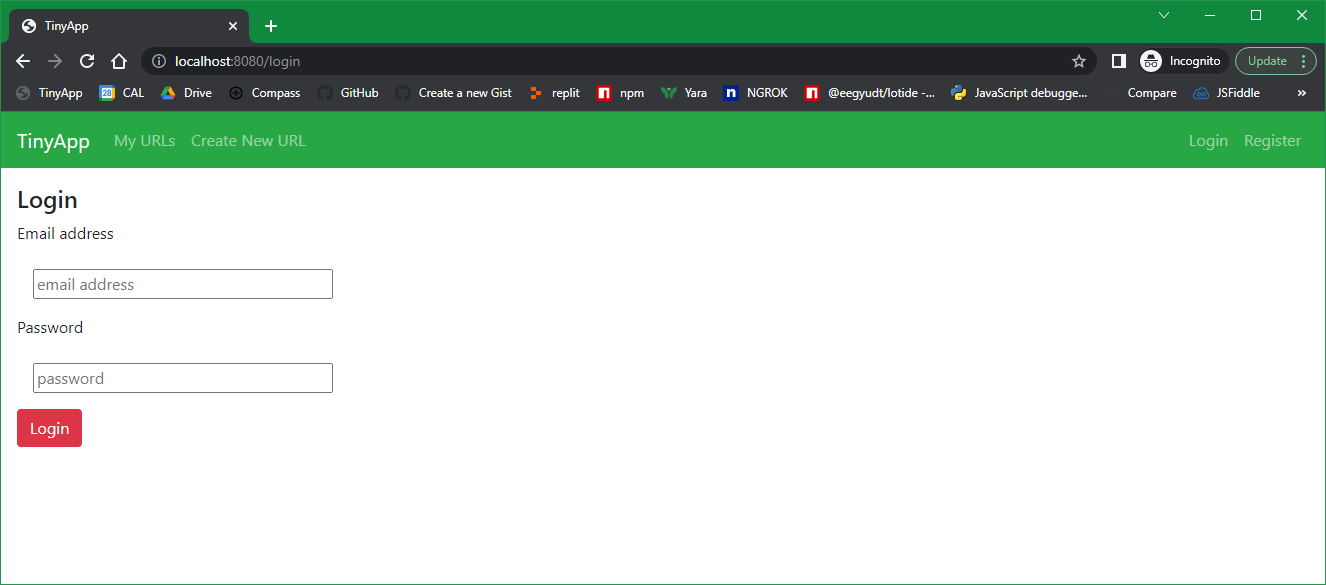 TinyApp
localhost:8080/login
Incognito
Update
TinyApp 28 CAL Drive Compass GitHub Create a new Gist replit npm Yara n NGROK @eegyudt/lotide -... JavaScript debugge... Compare JSFiddle »
TinyApp My URLs Create New URL Login Register
Login
Email address
email address
Password
password
Login